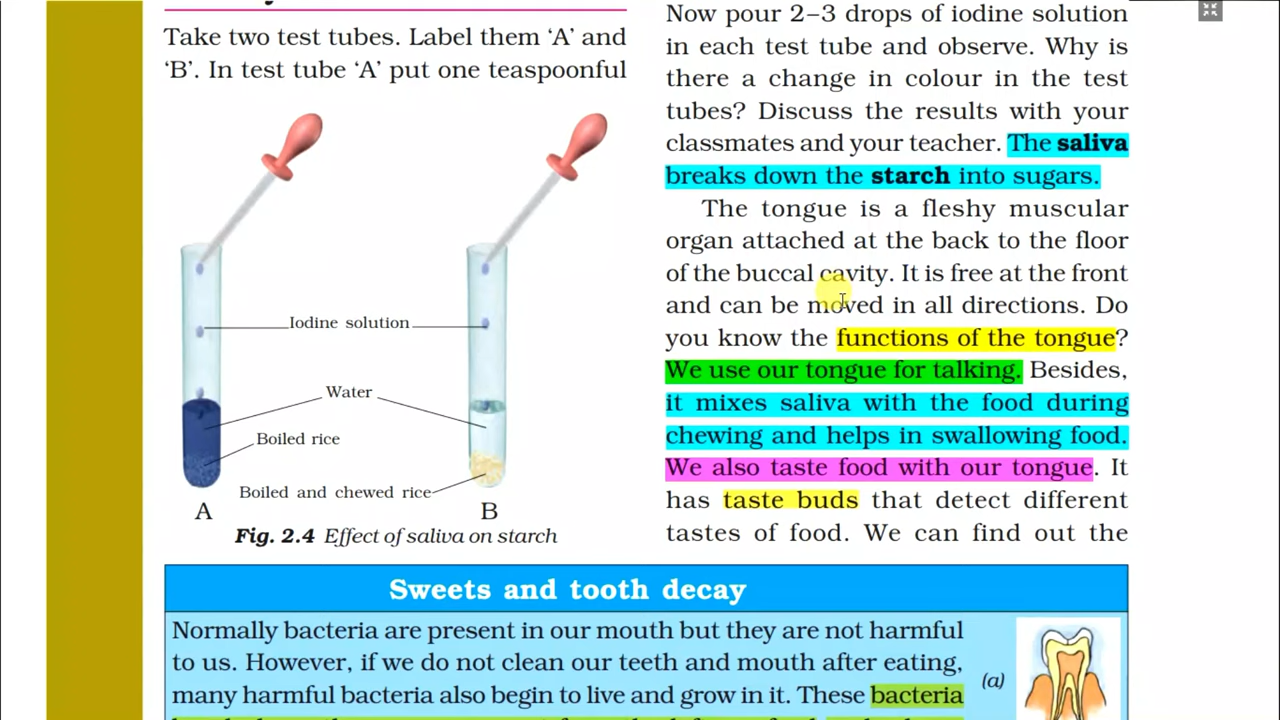 Take two test tubes. Label them ‘A’ and
‘B’. In test tube ‘A’ put one teaspoonful
Iodine solution
Water
Boiled rice
Boiled and chewed rice
A
B
Fig. 2.4 Effect of saliva on starch
Now pour 2–3 drops of iodine solution
in each test tube and observe. Why is
there a change in colour in the test
tubes? Discuss the results with your
classmates and your teacher. The saliva
breaks down the starch into sugars.
The tongue is a fleshy muscular
organ attached at the back to the floor
of the buccal cavity. It is free at the front
and can be moved in all directions. Do
you know the functions of the tongue?
We use our tongue for talking. Besides,
it mixes saliva with the food during
chewing and helps in swallowing food.
We also taste food with our tongue. It
has taste buds that detect different
tastes of food. We can find out the
Sweets and tooth decay
Normally bacteria are present in our mouth but they are not harmful
to us. However, if we do not clean our teeth and mouth after eating,
many harmful bacteria also begin to live and grow in it. These bacteria
(a)